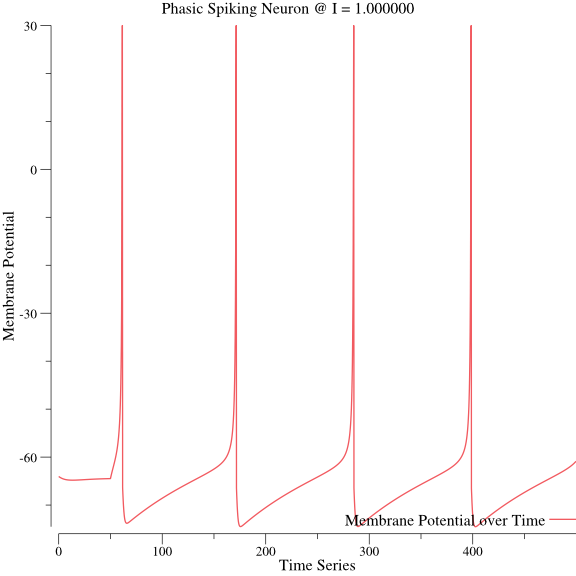 Phasic Spiking Neuron @ I = 1.000000
30
0
-30
-60
Membrane Potential
Membrane Potential over Time
0 100 200 300 400
Time Series